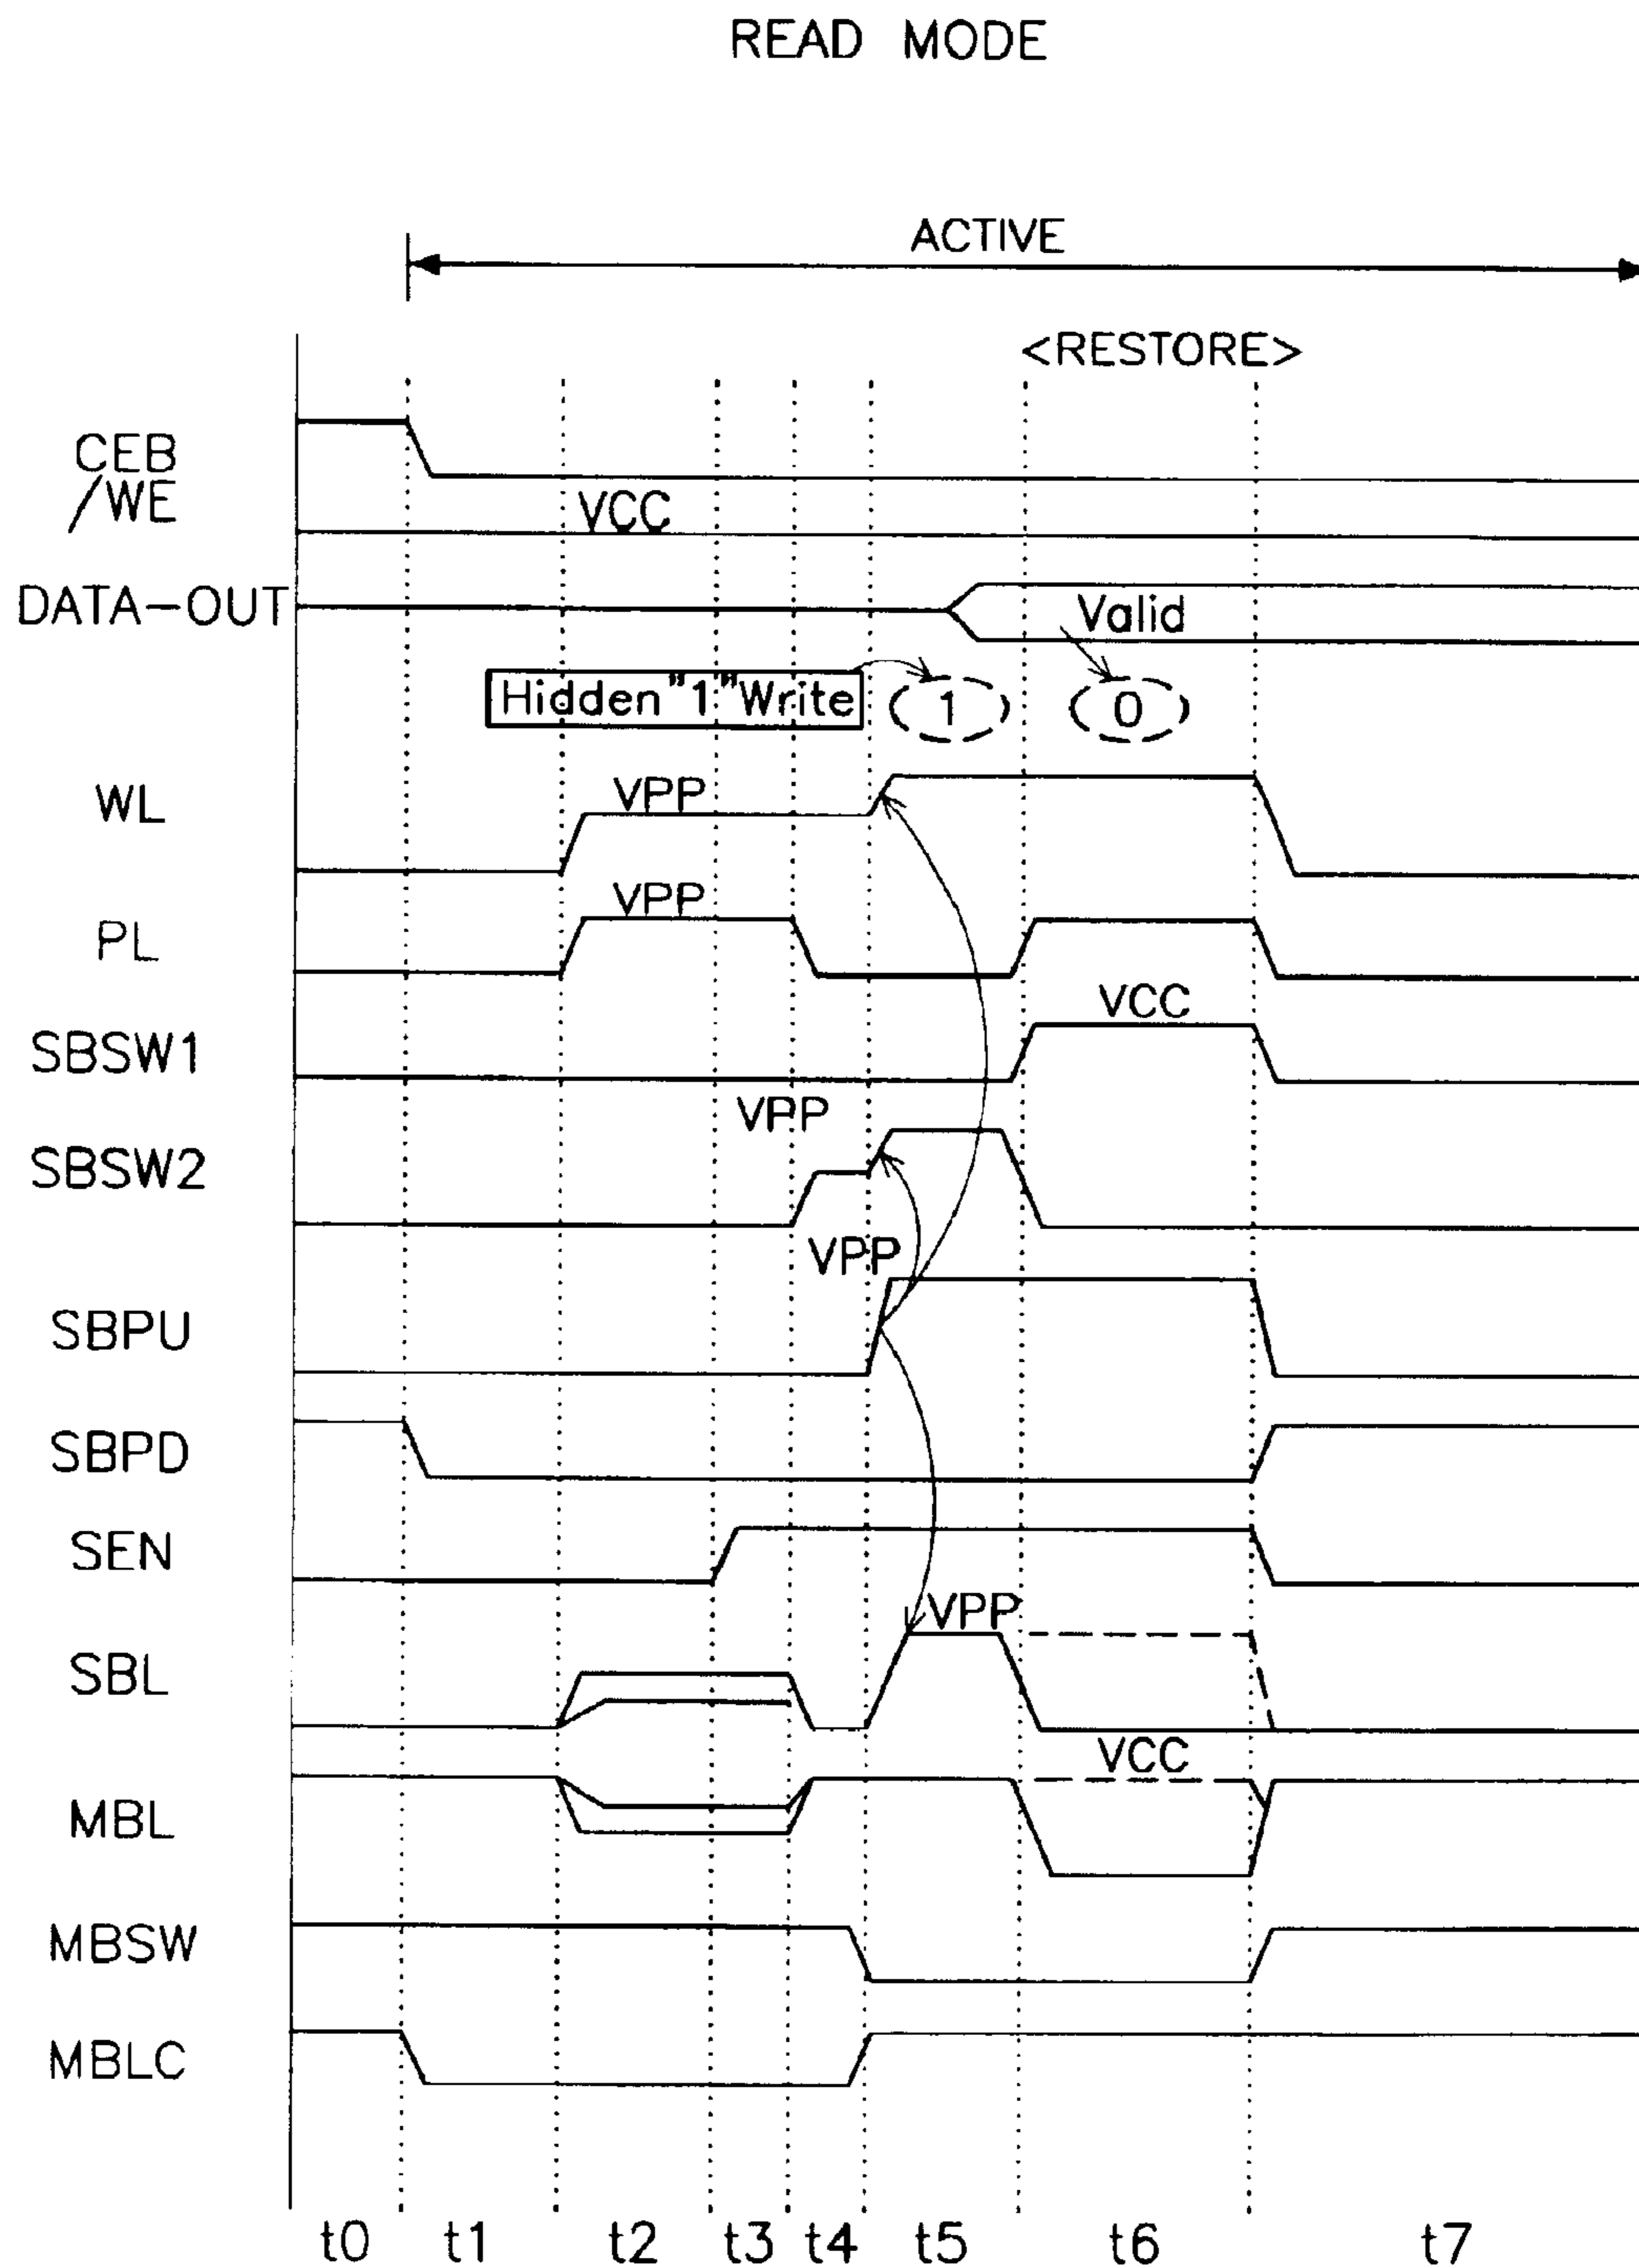 READ MODE
ACTIVE
<RESTORE>
CEB
/WE
VCC
DATA-OUT
Valid
Hidden"1"Write
1
0
WL
VPP
PL
VPP
SBSW1
VCC
SBSW2
VPP
SBPU
VPP
SBPD
SEN
SBL
VPP
MBL
VCC
MBSW
MBLC
t0 t1 t2 t3 t4 t5 t6 t7